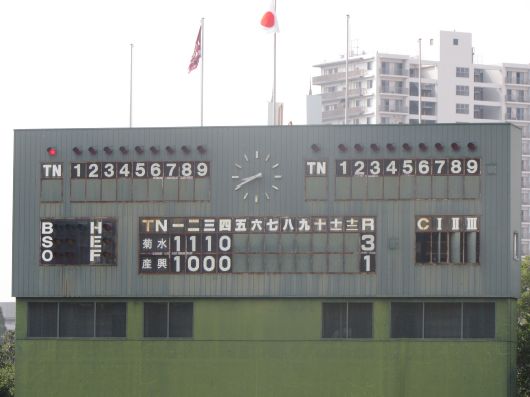 TN 1 2 3 4 5 6 7 8 9
TN 1 2 3 4 5 6 7 8 9
B H
S E
O F
TN 一 二 三 四 五 六 七 八 九 十 士 士 R
菊水 1 1 1 0 3
産興 1 0 0 0 1
C I II III